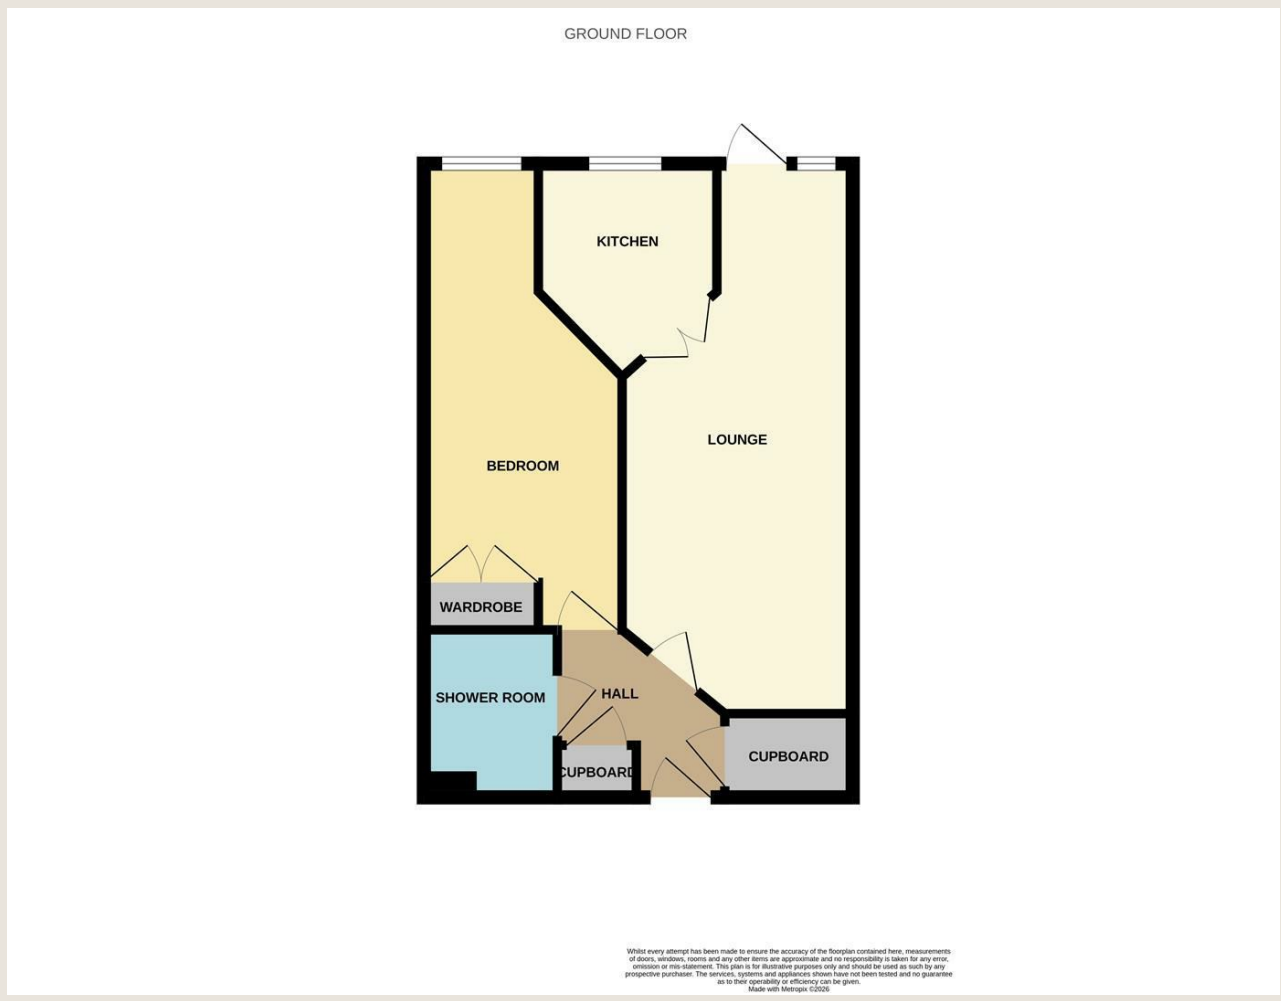 GROUND FLOOR
KITCHEN
LOUNGE
BEDROOM
WARDROBE
HALL
SHOWER ROOM
CUPBOARD
CUPBOARD
Whilst every attempt has been made to ensure the accuracy of the floorplan contained here, measurements
of doors, windows, rooms and any other items are approximate and no responsibility is taken for any error,
omission or mis-statement. This plan is for illustrative purposes only and should be used as such by any
prospective purchaser. The services, systems and appliances shown have not been tested and no guarantee
as to their operability or efficiency can be given.
Made with Metropix ©2026